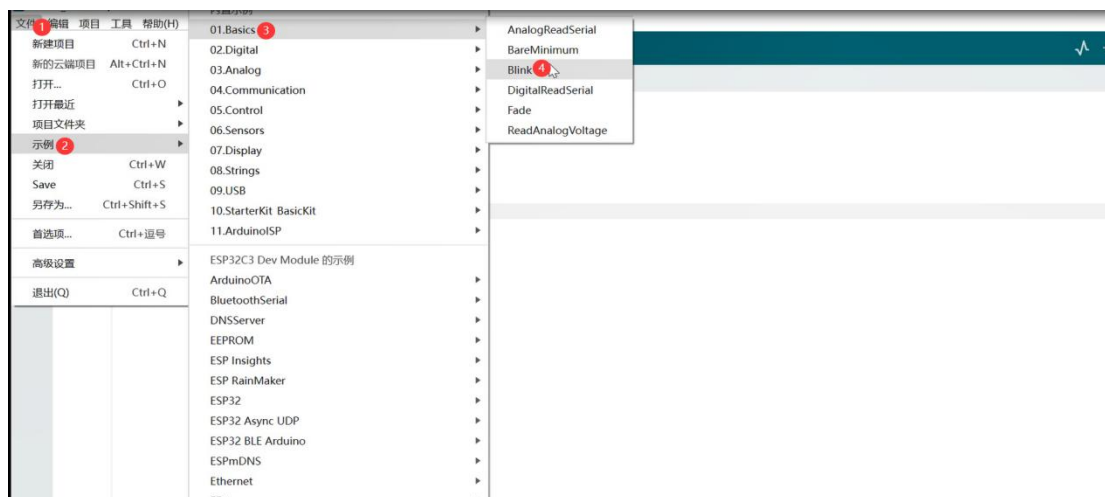 文件 编辑 项目 工具 帮助(H)
1
新建项目 Ctrl+N
新的云端项目 Alt+Ctrl+N
打开... Ctrl+O
打开最近
项目文件夹
示例 2
关闭 Ctrl+W
Save Ctrl+S
另存为... Ctrl+Shift+S
首选项... Ctrl+逗号
高级设置
退出(Q) Ctrl+Q
内置示例
01.Basics 3
02.Digital
03.Analog
04.Communication
05.Control
06.Sensors
07.Display
08.Strings
09.USB
10.StarterKit BasicKit
11.ArduinoISP
ESP32C3 Dev Module 的示例
ArduinoOTA
BluetoothSerial
DNSServer
EEPROM
ESP Insights
ESP RainMaker
ESP32
ESP32 Async UDP
ESP32 BLE Arduino
ESPmDNS
Ethernet
AnalogReadSerial
BareMinimum
Blink 4
DigitalReadSerial
Fade
ReadAnalogVoltage